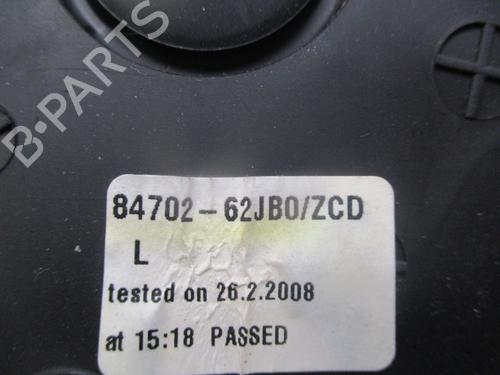 B-PARTS
84702-62JB0/ZCD
L
tested on 26.2.2008
at 15:18 PASSED